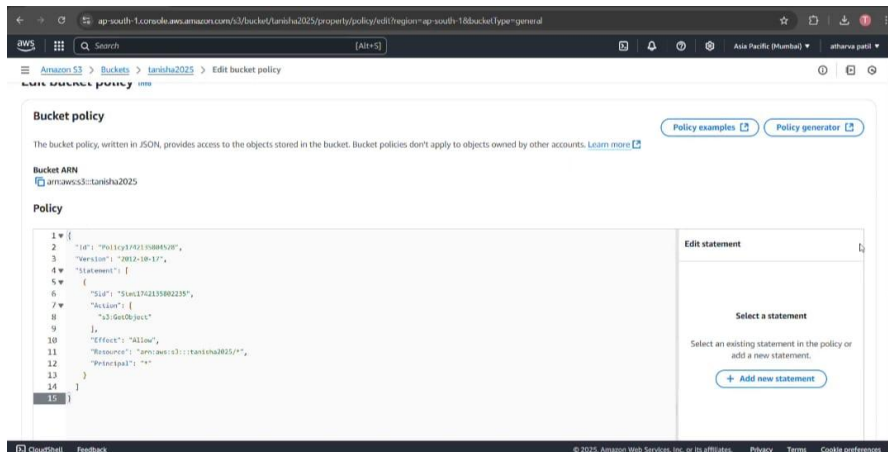 ap-south-1.console.aws.amazon.com/s3/bucket/tanisha2025/property/policy/edit?region=ap-south-1&bucketType=general
aws
Search
[Alt+S]
Asia Pacific (Mumbai)
atharva patil
Amazon S3 > Buckets > tanisha2025 > Edit bucket policy
Edit bucket policy Info
Bucket policy
Policy examples
Policy generator
The bucket policy, written in JSON, provides access to the objects stored in the bucket. Bucket policies don't apply to objects owned by other accounts. Learn more
Bucket ARN
arn:aws:s3:::tanisha2025
Policy
1 {
2 "Id": "Policy1742135804528",
3 "Version": "2012-10-17",
4 "Statement": [
5 {
6 "Sid": "Stmt1742135802235",
7 "Action": [
8 "s3:GetObject"
9 ],
10 "Effect": "Allow",
11 "Resource": "arn:aws:s3:::tanisha2025/*",
12 "Principal": "*"
13 }
14 ]
15 }
Edit statement
Select a statement
Select an existing statement in the policy or
add a new statement.
+ Add new statement
CloudShell Feedback
© 2025, Amazon Web Services, Inc. or its affiliates. Privacy Terms Cookie preferences